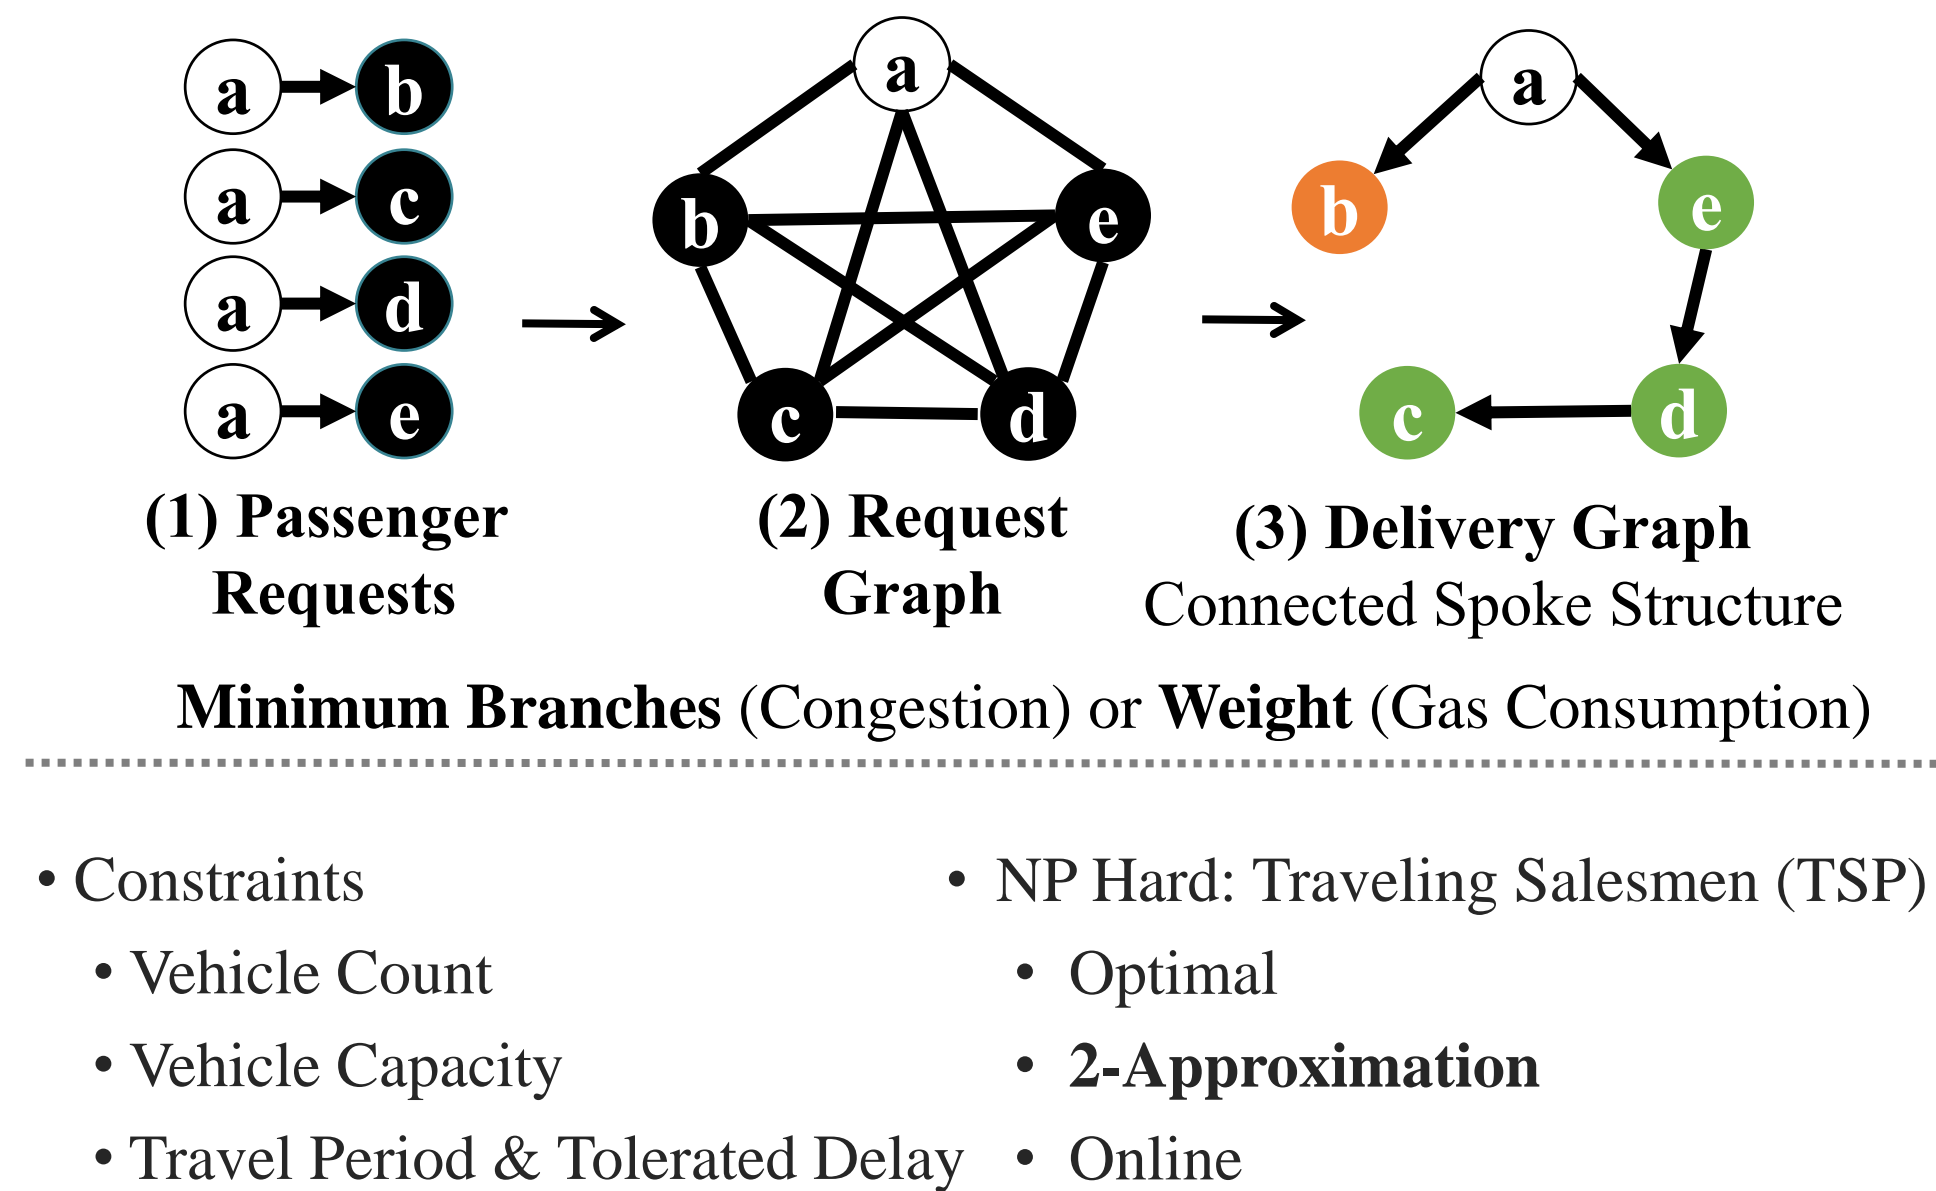 a b
a c
a d
a e
a
b e
c d
a
b e
c d
(1) Passenger
Requests
(2) Request
Graph
(3) Delivery Graph
Connected Spoke Structure
Minimum Branches (Congestion) or Weight (Gas Consumption)
• Constraints
• Vehicle Count
• Vehicle Capacity
• Travel Period & Tolerated Delay
• NP Hard: Traveling Salesmen (TSP)
• Optimal
• 2-Approximation
• Online